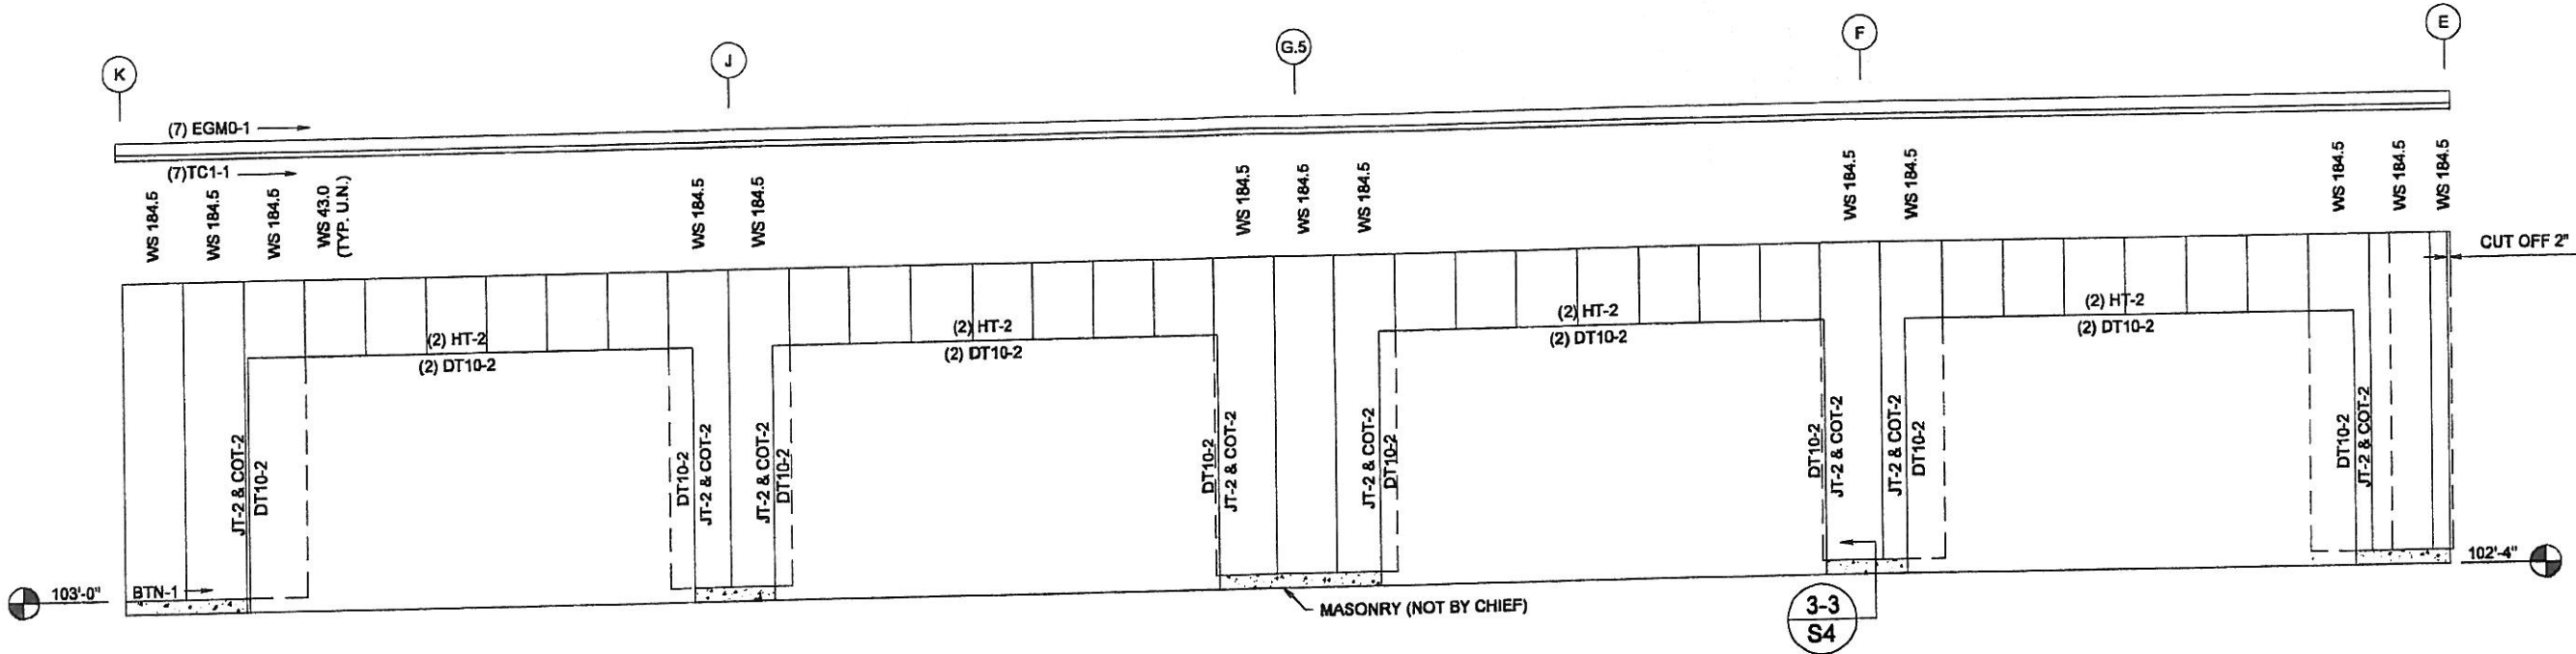 K
J
G.5
F
E
(7) EGM0-1
(7)TC1-1
WS 184.5
WS 184.5
WS 184.5
WS 43.0
(TYP. U.N.)
WS 184.5
WS 184.5
WS 184.5
WS 184.5
WS 184.5
WS 184.5
WS 184.5
WS 184.5
WS 184.5
WS 184.5
CUT OFF 2"
(2) HT-2
(2) DT10-2
(2) HT-2
(2) DT10-2
(2) HT-2
(2) DT10-2
(2) HT-2
(2) DT10-2
JT-2 & COT-2
DT10-2
DT10-2
JT-2 & COT-2
JT-2 & COT-2
DT10-2
DT10-2
JT-2 & COT-2
JT-2 & COT-2
DT10-2
DT10-2
JT-2 & COT-2
JT-2 & COT-2
DT10-2
DT10-2
JT-2 & COT-2
103'-0"
BTN-1
MASONRY (NOT BY CHIEF)
3-3
S4
102'-4"